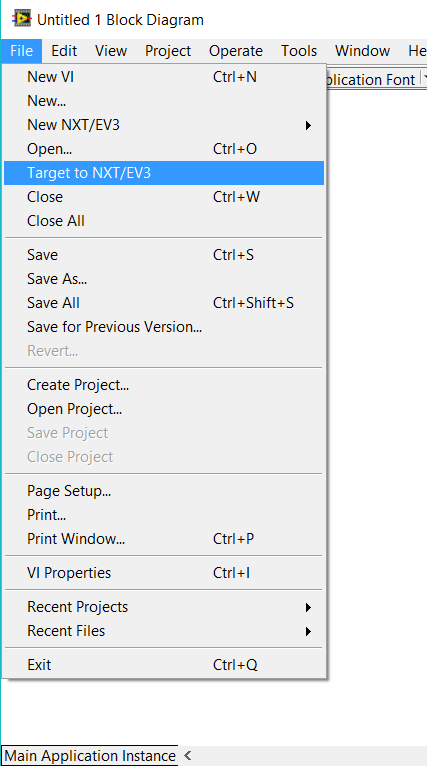 Untitled 1 Block Diagram
File Edit View Project Operate Tools Window He
plication Font
New VI Ctrl+N
New...
New NXT/EV3
Open... Ctrl+O
Target to NXT/EV3
Close Ctrl+W
Close All
Save Ctrl+S
Save As...
Save All Ctrl+Shift+S
Save for Previous Version...
Revert...
Create Project...
Open Project...
Save Project
Close Project
Page Setup...
Print...
Print Window... Ctrl+P
VI Properties Ctrl+I
Recent Projects
Recent Files
Exit Ctrl+Q
Main Application Instance